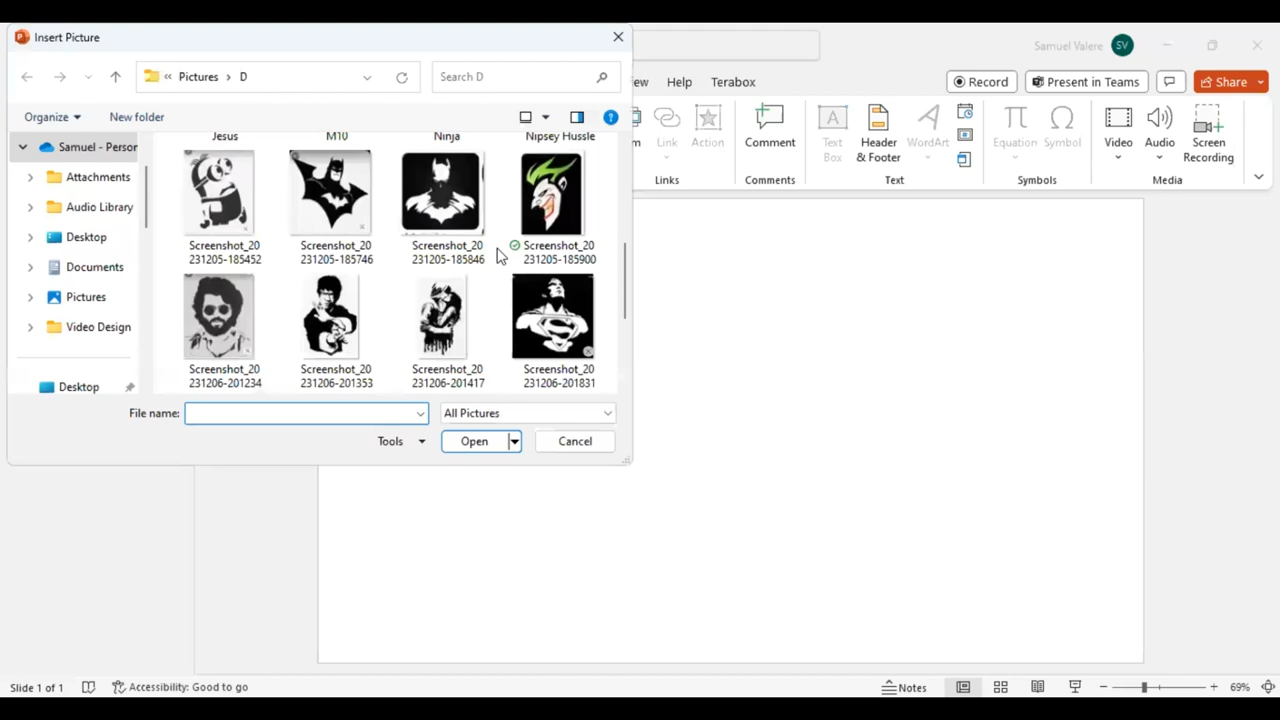 Insert Picture
Samuel Valere SV
Pictures D
Search D
ew Help Terabox
Record Present in Teams Share
Organize New folder
Samuel - Person
Attachments
Audio Library
Desktop
Documents
Pictures
Video Design
Desktop
Jesus M10 Ninja Nipsey Hussle
Screenshot_20
231205-185452
Screenshot_20
231205-185746
Screenshot_20
231205-185846
Screenshot_20
231205-185900
Screenshot_20
231206-201234
Screenshot_20
231206-201353
Screenshot_20
231206-201417
Screenshot_20
231206-201831
File name: All Pictures
Tools Open Cancel
m
Link
Action
Links
Comment
Comments
Text
Box
Header
& Footer
WordArt
Text
Equation
Symbol
Symbols
Video
Audio
Screen
Recording
Media
Slide 1 of 1 Accessibility: Good to go Notes 69%